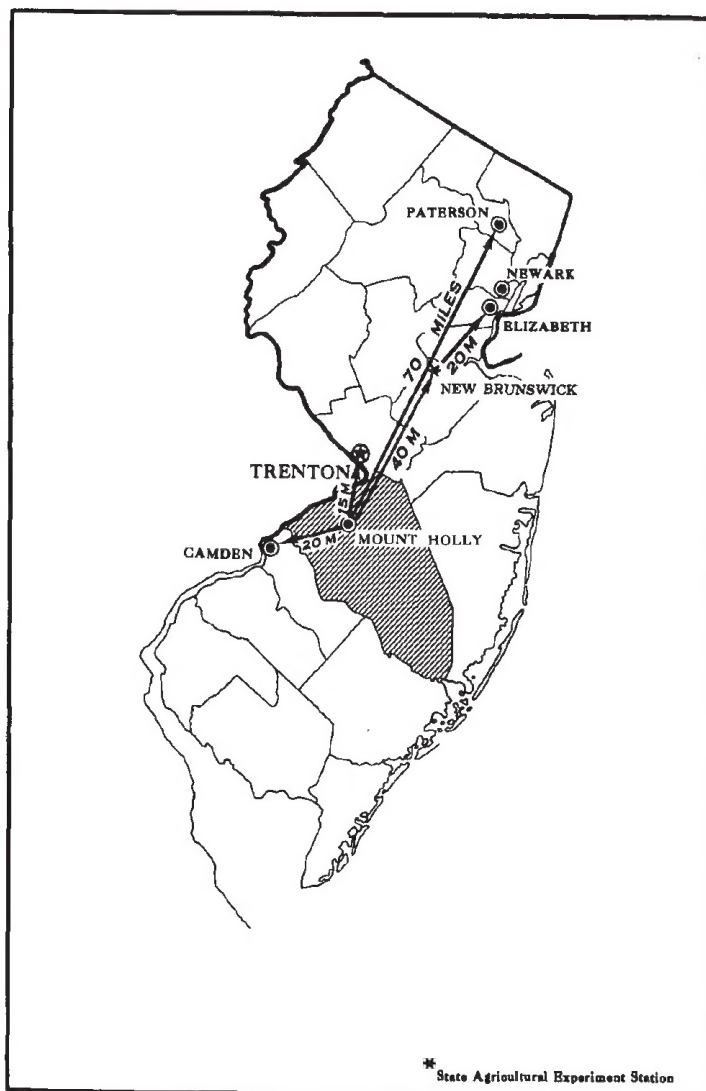 PATERSON
NEWARK
ELIZABETH
70 MILES
20 M
NEW BRUNSWICK
40 M
TRENTON
15 M
MOUNT HOLLY
20 M
CAMDEN
*State Agricultural Experiment Station